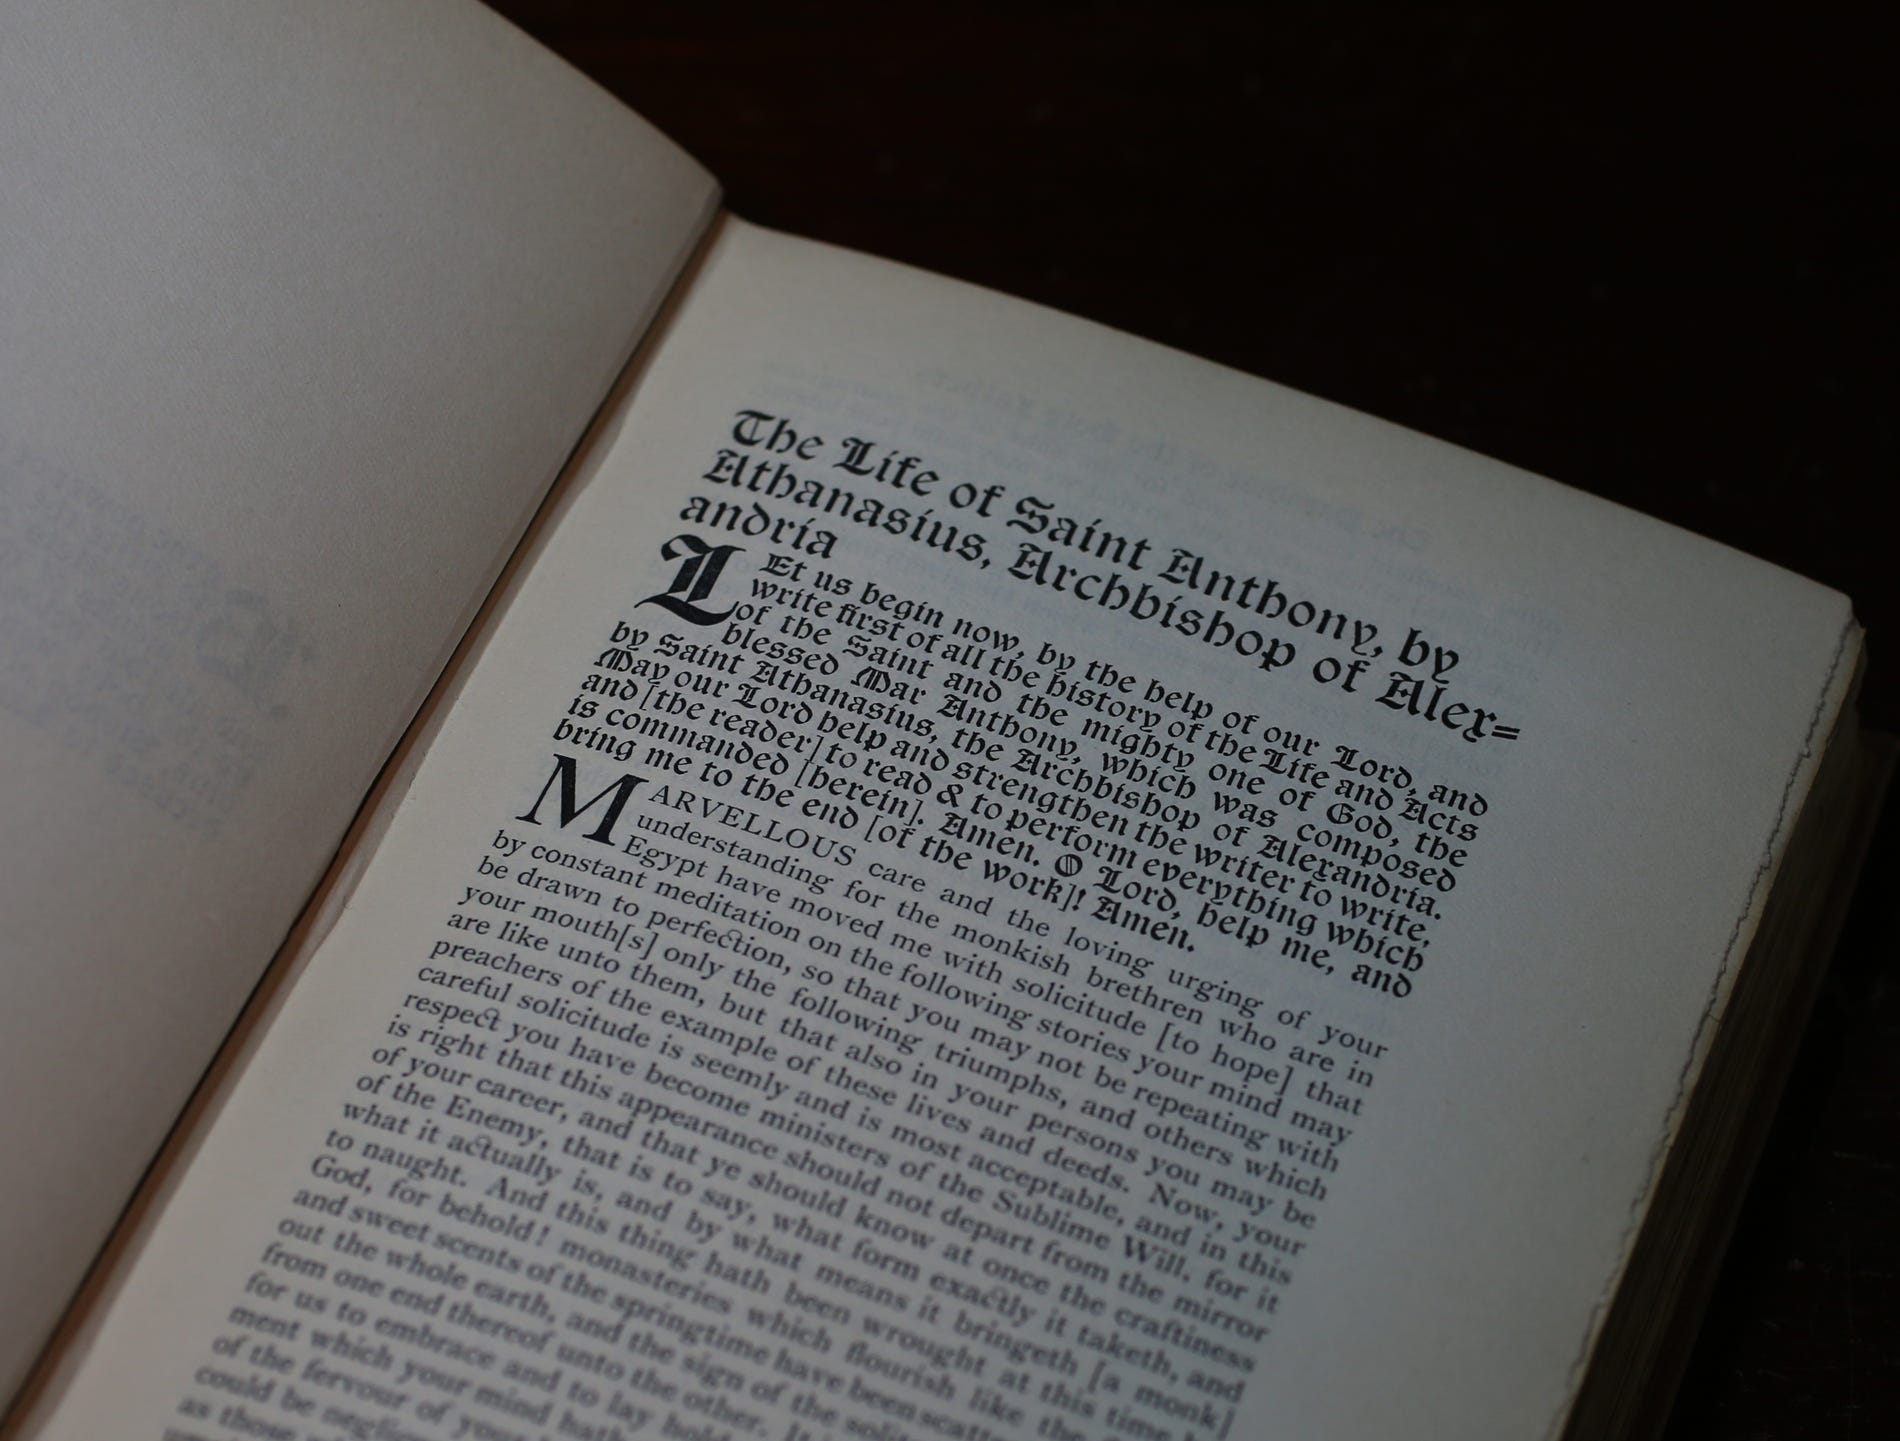 The Life of Saint Anthony, by
Athanasius, Archbishop of Alex=
andria
LEt us begin now, by the help of our Lord, and
write first of all the history of the Life and Acts
of the Saint and the mighty one of God, the
blessed Mar Anthony, which was composed
by Saint Athanasius, the Archbishop of Alexandria.
May our Lord help and strengthen the writer to write,
and [the reader] to read & to perform everything which
is commanded [herein]. Amen. O Lord, help me, and
bring me to the end [of the work]! Amen.
MARVELLOUS care and the loving urging of your
understanding for the monkish brethren who are in
Egypt have moved me with solicitude [to hope] that
by constant meditation on the following stories your mind may
be drawn to perfection, so that you may not be repeating with
your mouth[s] only the following triumphs, and others which
are like unto them, but that also in your persons you may be
preachers of the example of these lives and deeds. Now, your
careful solicitude is seemly and is most acceptable, and in this
respect you have become ministers of the Sublime Will, for it
is right that this appearance should not depart from the mirror
of your career, and that ye should know at once the craftiness
of the Enemy, that is to say, what form exactly it taketh, and
what it actually is, and by what means it bringeth [a monk]
to naught. And this thing hath been wrought at this time
God, for behold! monasteries which flourish like the
and sweet scents of the springtime have been
out the whole earth, and the sign of the
from one end thereof unto the other.
for us to embrace and to lay
ment which your mind hath
of the fervour of
could be
as those